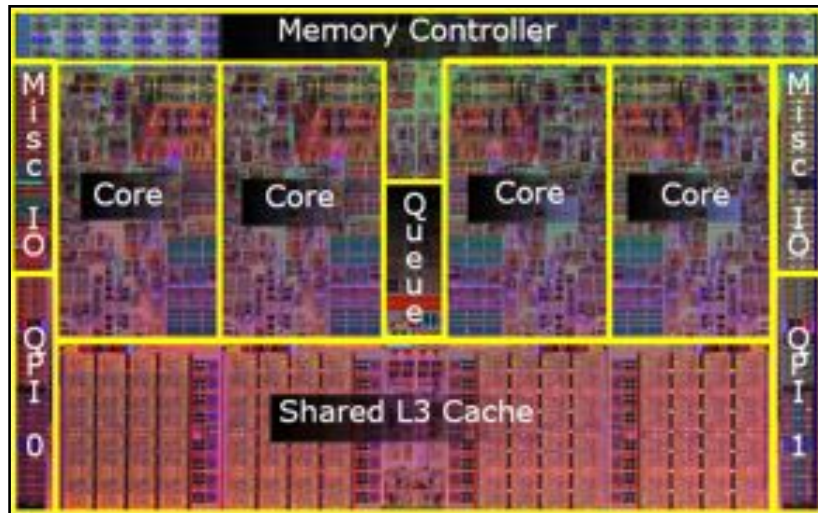 Memory Controller
Misc IO
Core
Core
Queue
Core
Core
Misc IO
QPI 0
Shared L3 Cache
QPI 1